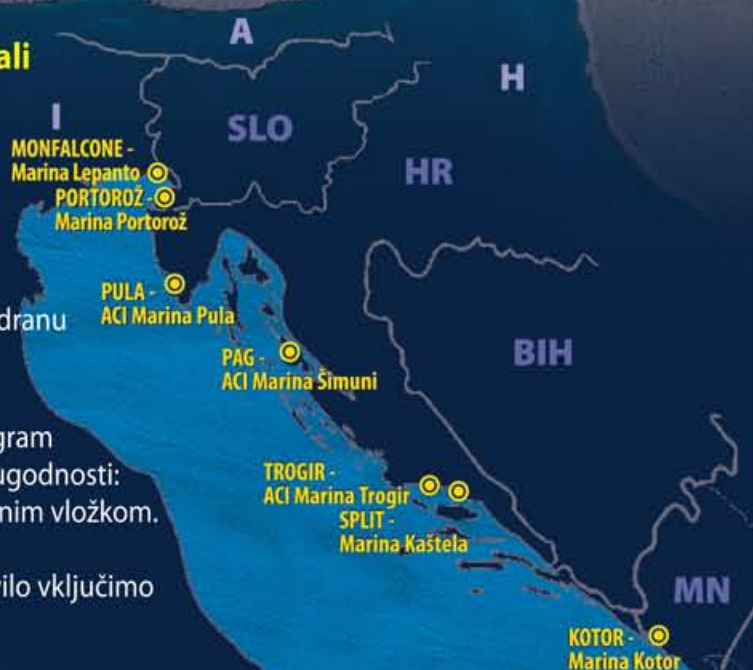 ali
A
H
I
SLO
HR
MONFALCONE -
Marina Lepanto
PORTOROŽ -
Marina Portorož
PULA -
ACI Marina Pula
dranu
BIH
PAG -
ACI Marina Šimuni
gram
ugodnosti:
nim vložkom.
TROGIR -
ACI Marina Trogir
SPLIT -
Marina Kaštela
ilo vključimo
MN
KOTOR -
Marina Kotor